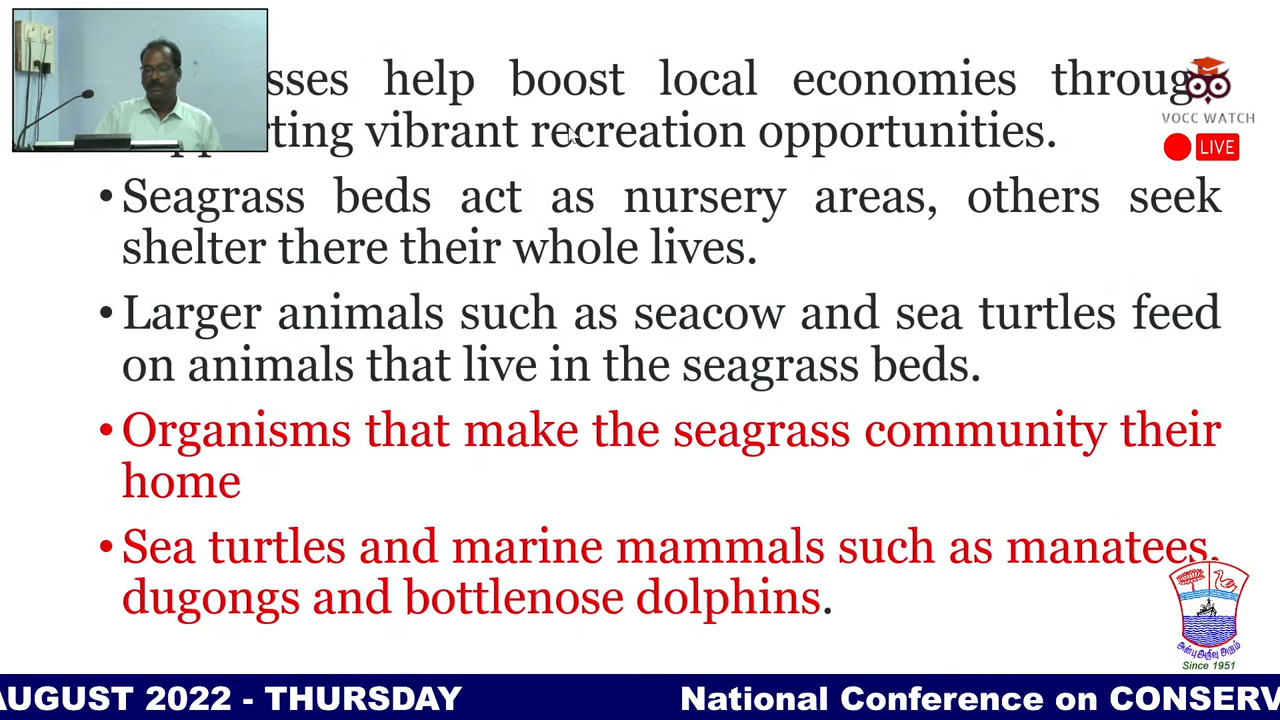 help boost local economies
vibrant recreation opportunities.
VOCC WATCH
LIVE
•Seagrass beds act as nursery areas, others seek
shelter there their whole lives.
•Larger animals such as seacow and sea turtles feed
on animals that live in the seagrass beds.
•Organisms that make the seagrass community their
home
•Sea turtles and marine mammals such as manatees,
dugongs and bottlenose dolphins.
அன்பு அறிவு அருள்
Since 1951
AUGUST 2022 - THURSDAY National Conference on CONSERV